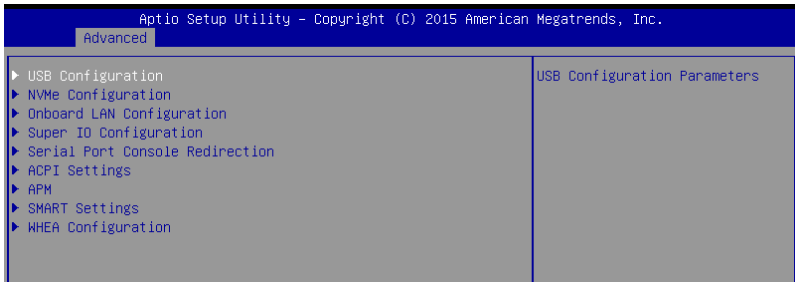 Aptio Setup Utility – Copyright (C) 2015 American Megatrends, Inc.
Advanced
USB Configuration
NVMe Configuration
Onboard LAN Configuration
Super IO Configuration
Serial Port Console Redirection
ACPI Settings
APM
SMART Settings
WHEA Configuration
USB Configuration Parameters